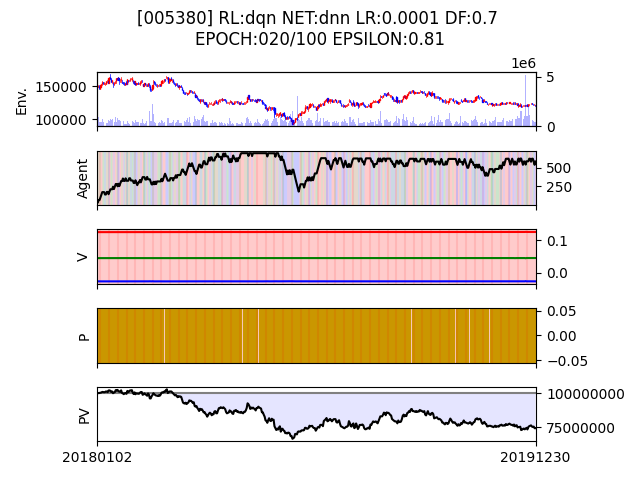 [005380] RL:dqn NET:dnn LR:0.0001 DF:0.7
EPOCH:020/100 EPSILON:0.81
1e6
Env.
150000
100000
5
0
Agent
500
250
V
0.1
0.0
P
0.05
0.00
−0.05
PV
100000000
75000000
20180102
20191230